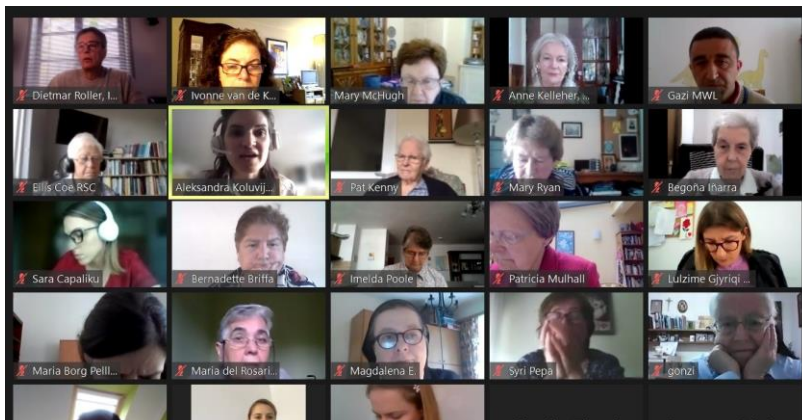 Dietmar Roller, I...
Ivonne van de K...
Mary McHugh
Anne Kelleher, ...
Gazi MWL
Eilis Coe RSC
Aleksandra Koluvij...
Pat Kenny
Mary Ryan
Begoña Iñarra
Sara Capaliku
Bernadette Briffa
Imelda Poole
Patricia Mulhall
Lulzime Gjyriqi ...
Maria Borg Pelll...
Maria del Rosari...
Magdalena E.
Syri Pepa
gonzi